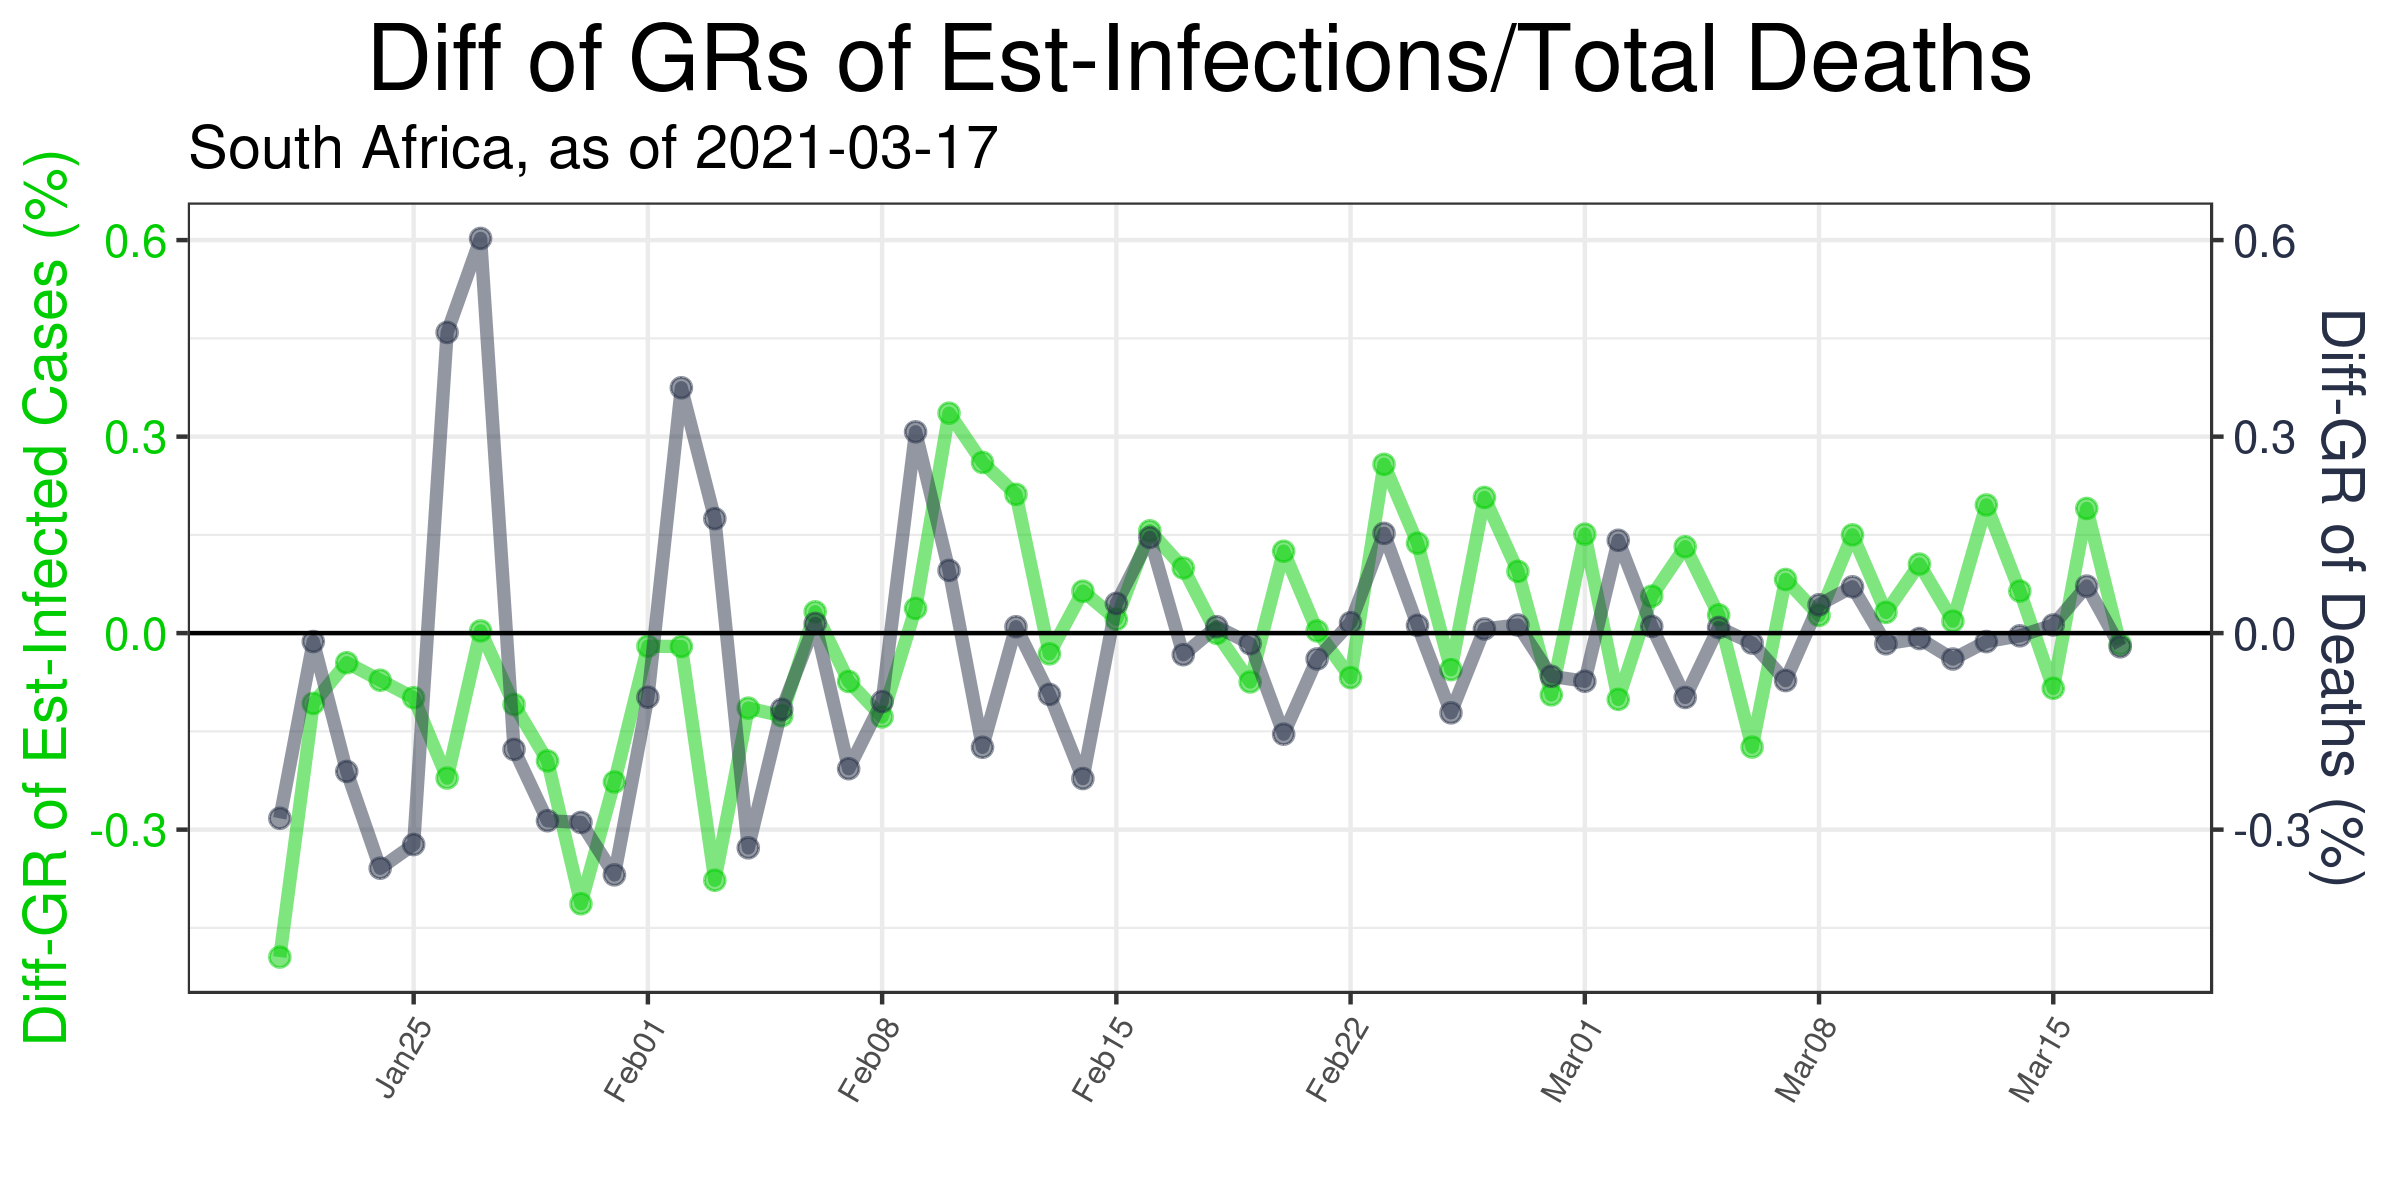 Diff of GRs of Est-Infections/Total Deaths
South Africa, as of 2021-03-17
Diff-GR of Est-Infected Cases (%)
0.6
0.3
0.0
-0.3
0.6
0.3
0.0
-0.3
Diff-GR of Deaths (%)
Jan25
Feb01
Feb08
Feb15
Feb22
Mar01
Mar08
Mar15